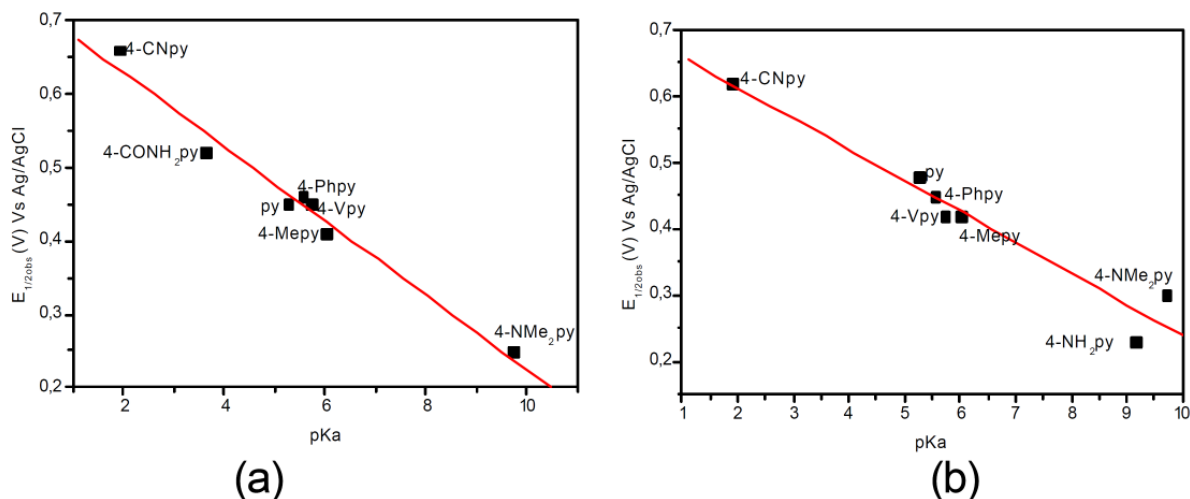 0,7
0,6
0,5
0,4
0,3
0,2
E1/2obs (V) Vs Ag/AgCl
4-CNpy
4-CONH2py
4-Phpy
py
4-Vpy
4-Mepy
4-NMe2py
2
4
6
8
10
pKa
(a)
0,7
0,6
0,5
0,4
0,3
0,2
E1/2obs (V) Vs Ag/AgCl
4-CNpy
py
4-Phpy
4-Vpy
4-Mepy
4-NMe2py
4-NH2py
1
2
3
4
5
6
7
8
9
10
pKa
(b)